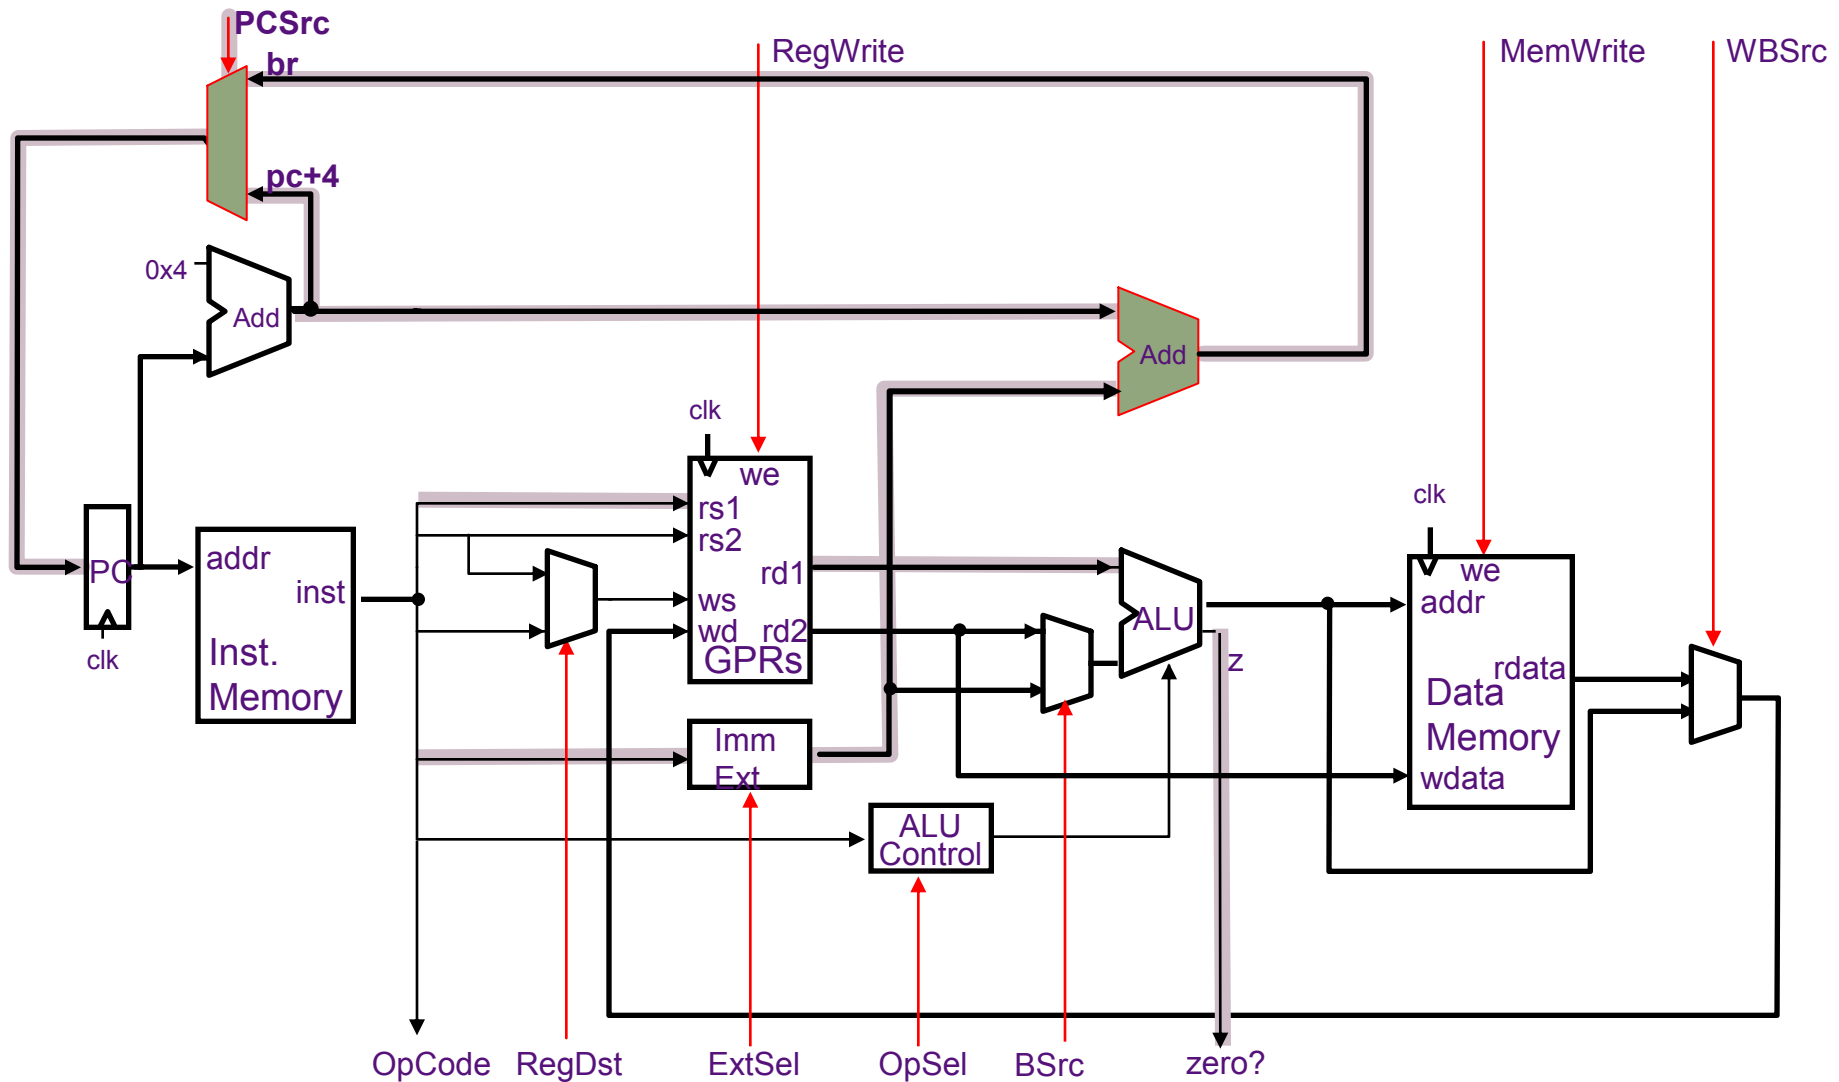 PCSrc
br
RegWrite
MemWrite
WBSrc
pc+4
0x4
Add
Add
clk
we
rs1
rs2
rd1
ws
wd
rd2
GPRs
clk
we
addr
rdata
Data
Memory
wdata
PC
clk
addr
inst
Inst.
Memory
ALU
z
Imm
Ext
ALU
Control
OpCode
RegDst
ExtSel
OpSel
BSrc
zero?